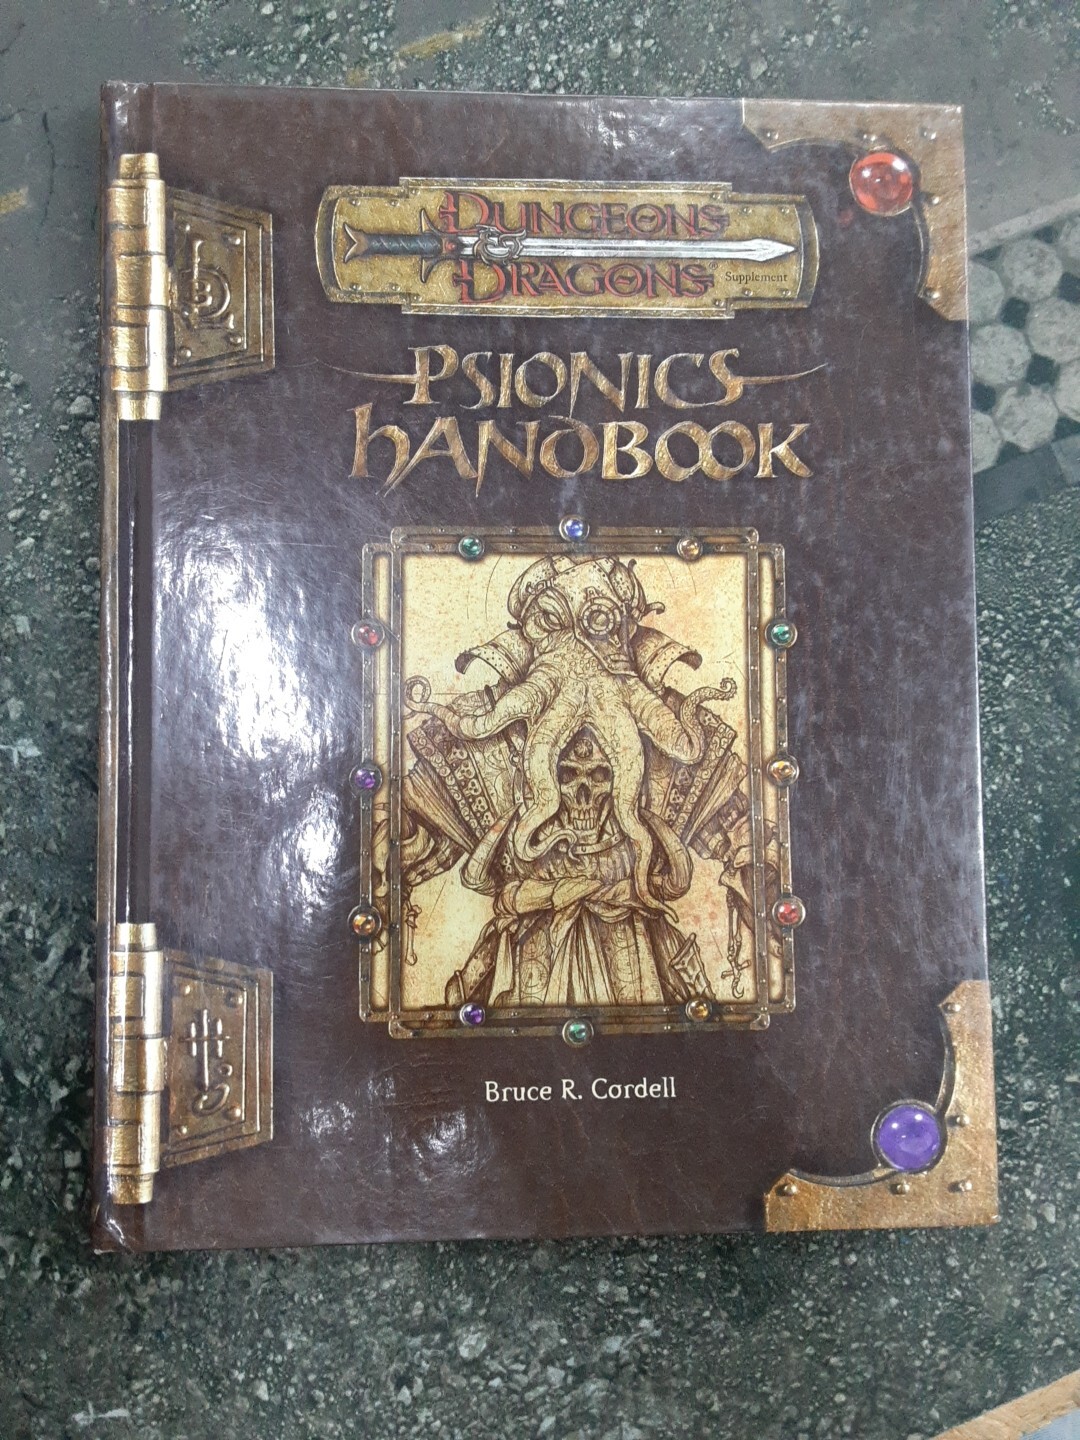 DUNGEONS
&
DRAGONS®
Supplement
PSIONICS
HANDBOOK
Bruce R. Cordell